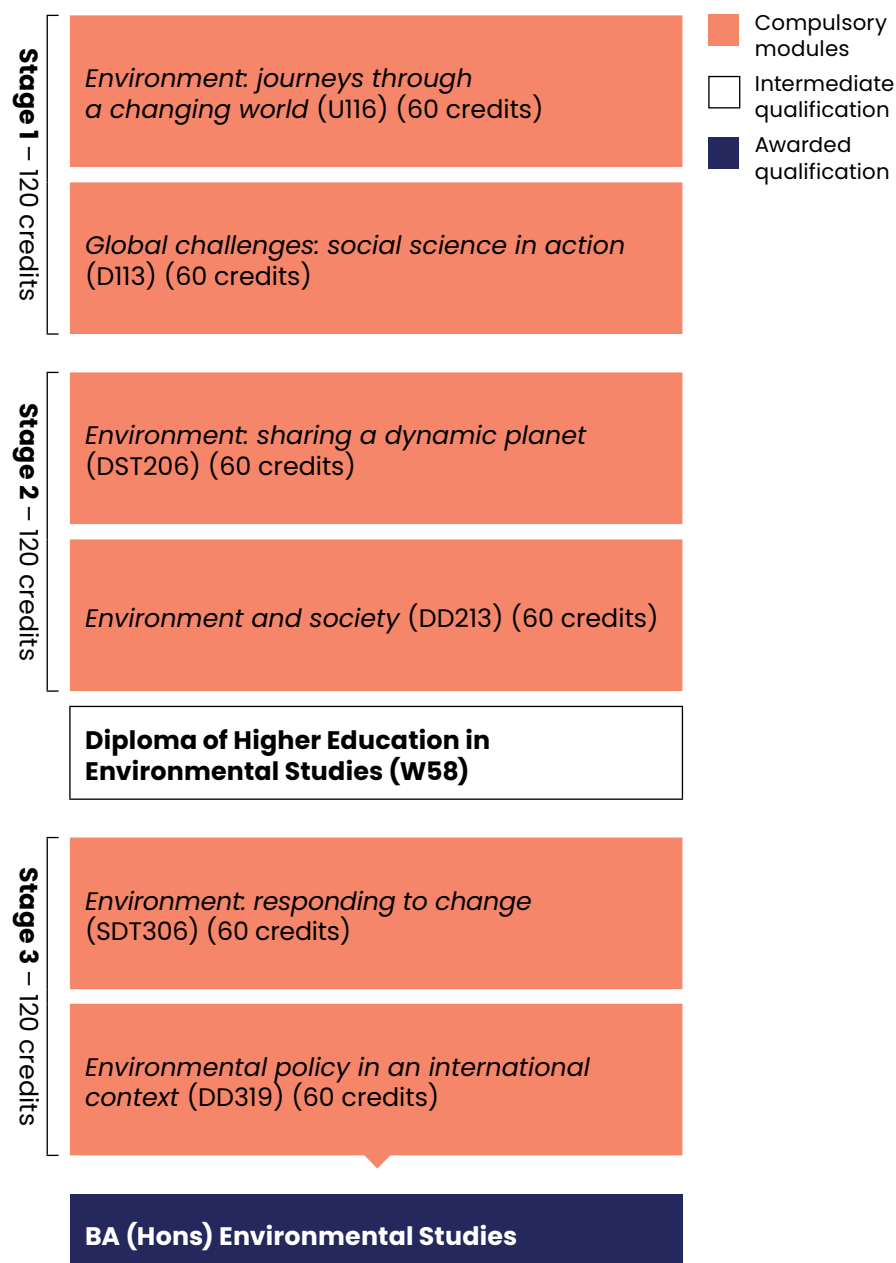 Compulsory
modules
Intermediate
qualification
Awarded
qualification
Stage 1 – 120 credits
Environment: journeys through
a changing world (U116) (60 credits)
Global challenges: social science in action
(D113) (60 credits)
Stage 2 – 120 credits
Environment: sharing a dynamic planet
(DST206) (60 credits)
Environment and society (DD213) (60 credits)
Diploma of Higher Education in
Environmental Studies (W58)
Stage 3 – 120 credits
Environment: responding to change
(SDT306) (60 credits)
Environmental policy in an international
context (DD319) (60 credits)
BA (Hons) Environmental Studies